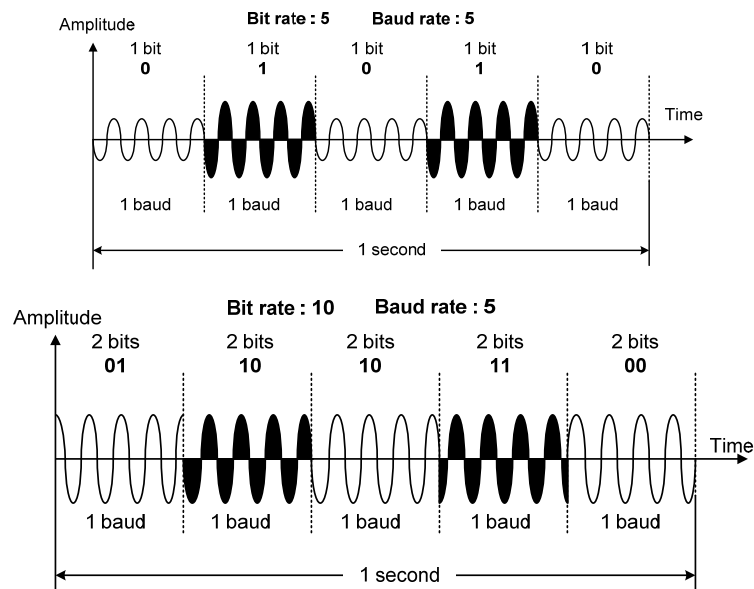 Bit rate : 5 Baud rate : 5
Amplitude
1 bit 1 bit 1 bit 1 bit 1 bit
0 1 0 1 0
Time
1 baud 1 baud 1 baud 1 baud 1 baud
1 second
Bit rate : 10 Baud rate : 5
Amplitude
2 bits 2 bits 2 bits 2 bits 2 bits
01 10 10 11 00
Time
1 baud 1 baud 1 baud 1 baud 1 baud
1 second